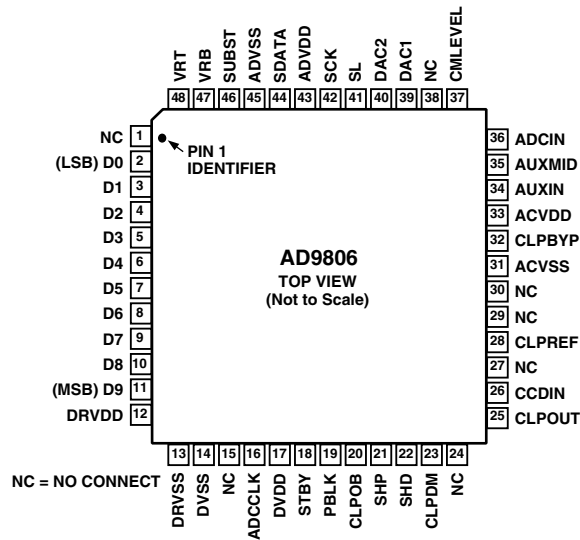 VRT
VRB
SUBST
ADVSS
SDATA
ADVDD
SCK
SL
DAC2
DAC1
NC
CMLEVEL
48 47 46 45 44 43 42 41 40 39 38 37
NC 1
(LSB) D0 2
D1 3
D2 4
D3 5
D4 6
D5 7
D6 8
D7 9
D8 10
(MSB) D9 11
DRVDD 12
PIN 1
IDENTIFIER
AD9806
TOP VIEW
(Not to Scale)
36 ADCIN
35 AUXMID
34 AUXIN
33 ACVDD
32 CLPBYP
31 ACVSS
30 NC
29 NC
28 CLPREF
27 NC
26 CCDIN
25 CLPOUT
13 14 15 16 17 18 19 20 21 22 23 24
DRVSS
DVSS
NC
ADCCLK
DVDD
STBY
PBLK
CLPOB
SHP
SHD
CLPDM
NC
NC = NO CONNECT